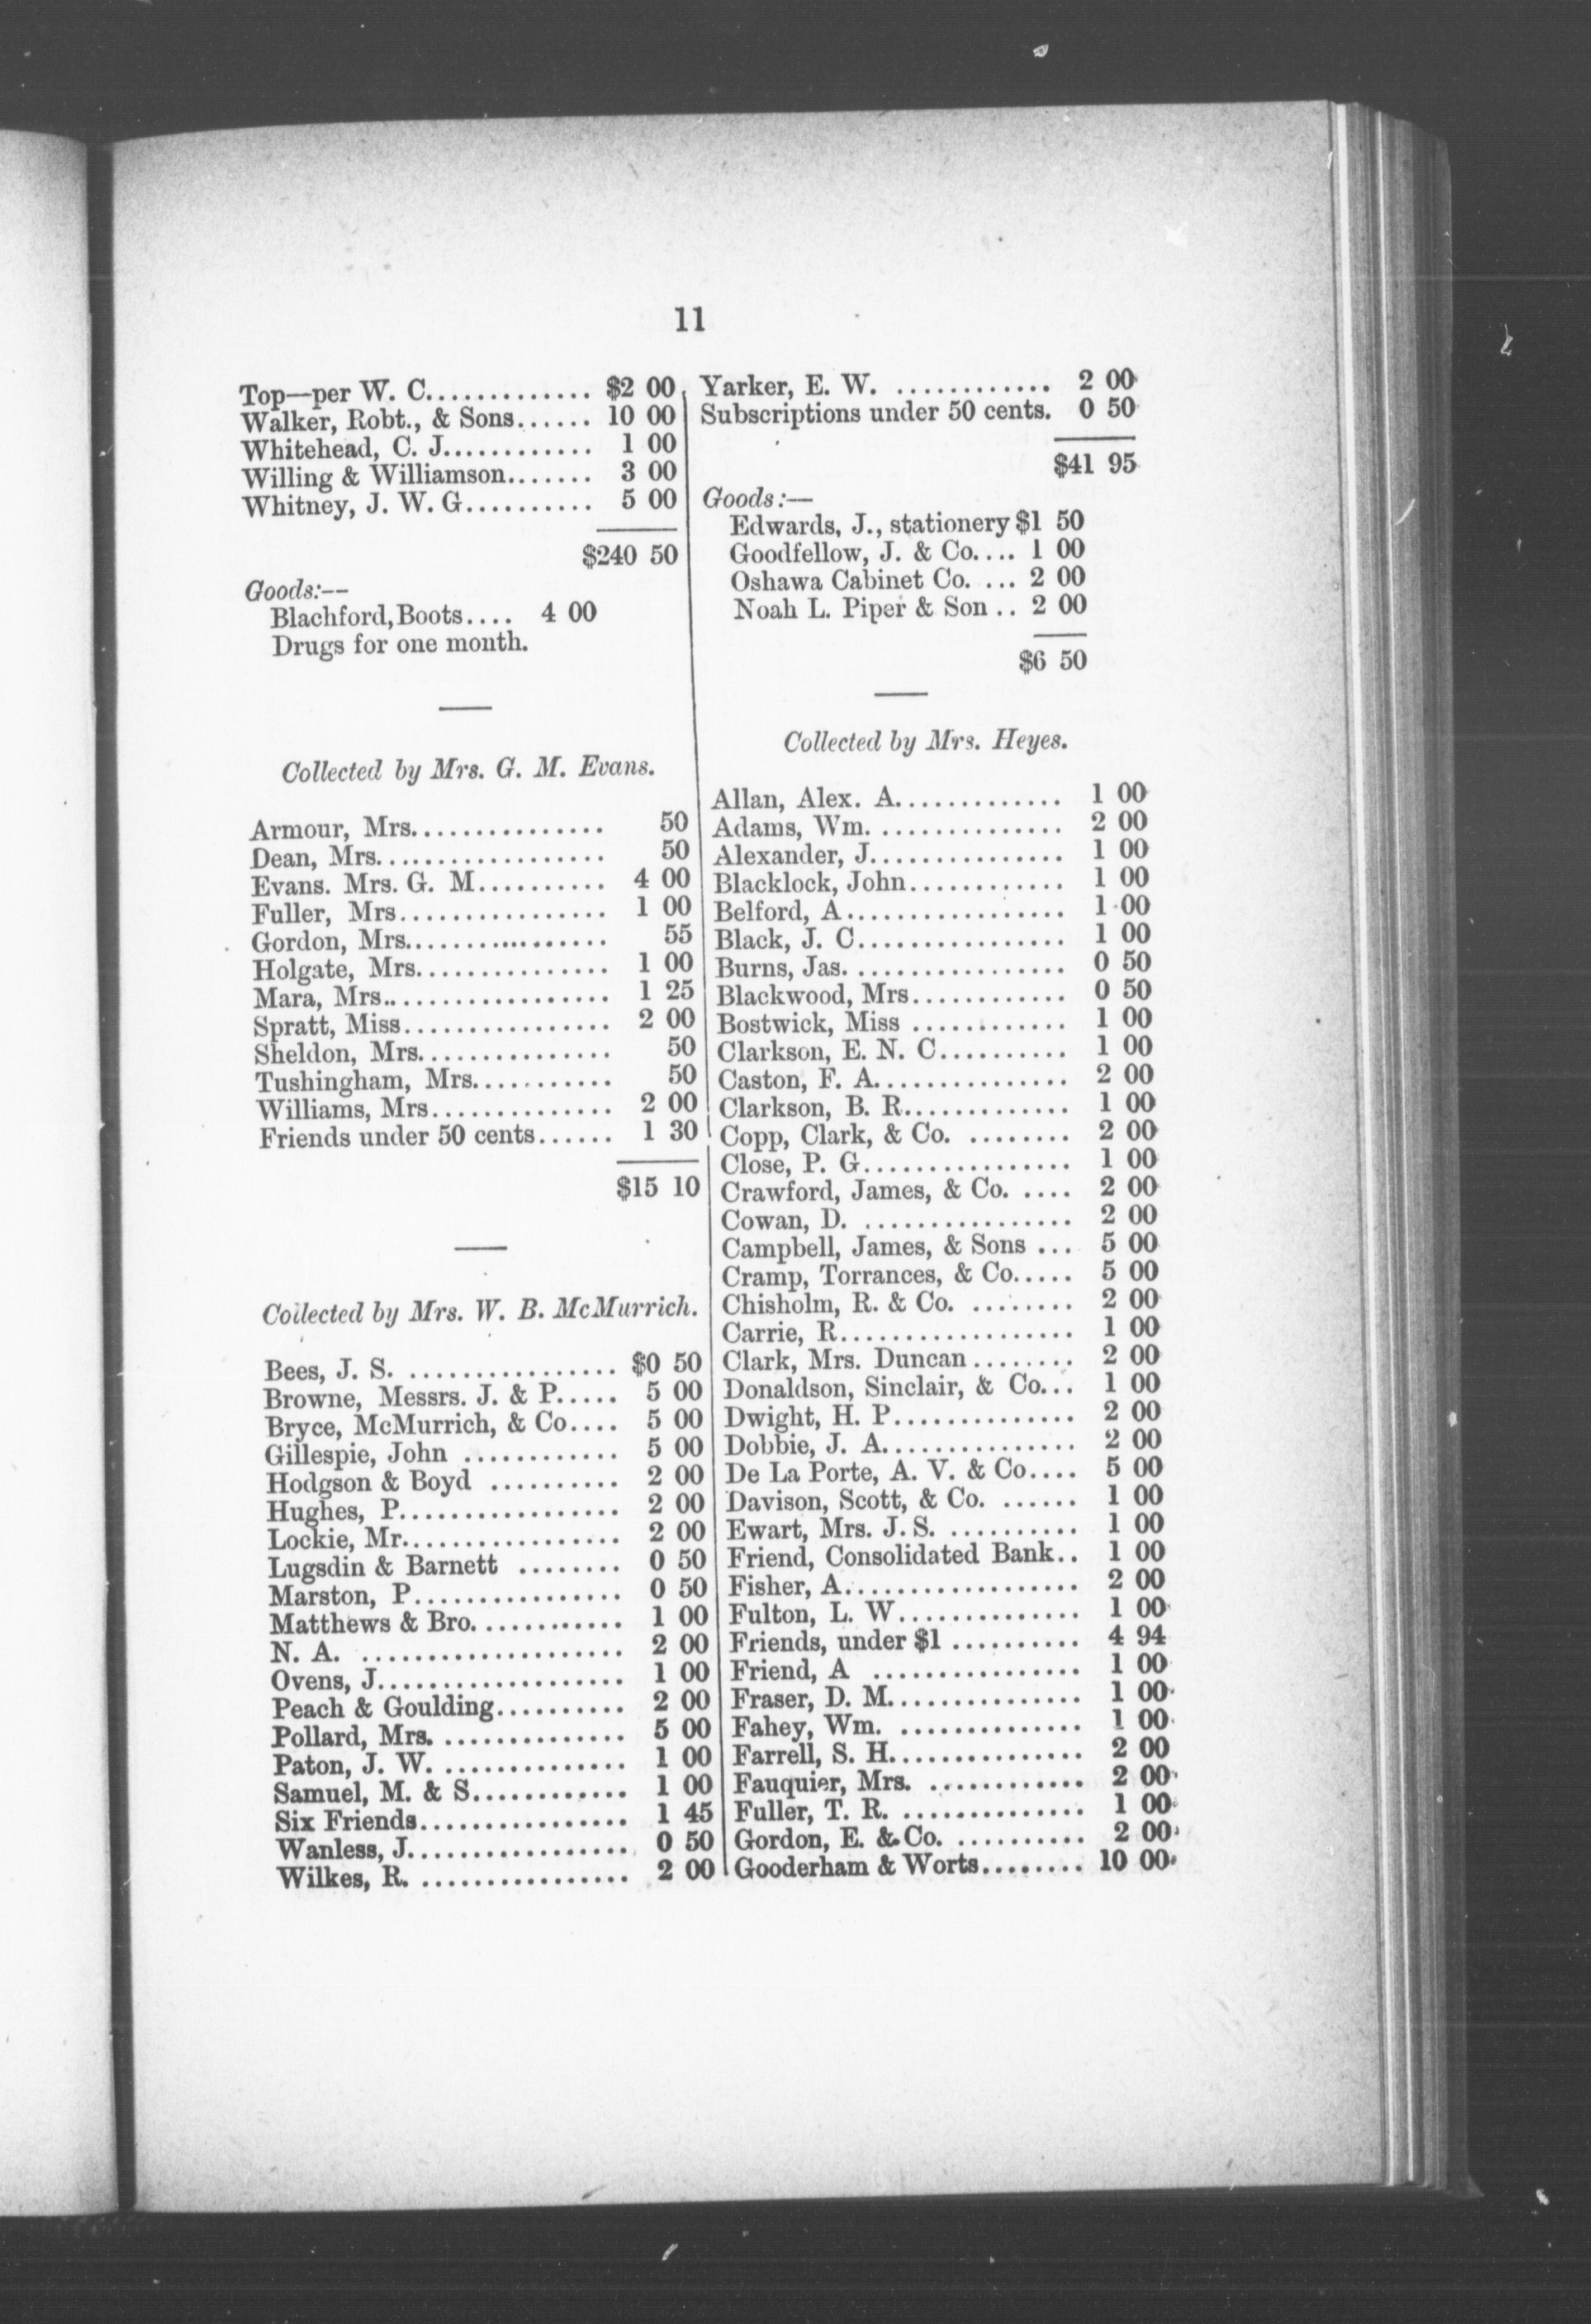 11
Top—per W. C............. $2 00
Walker, Robt., & Sons...... 10 00
Whitehead, C. J............ 1 00
Willing & Williamson....... 3 00
Whitney, J. W. G.......... 5 00
$240 50
Goods:—
Blachford, Boots.... 4 00
Drugs for one month.
Collected by Mrs. G. M. Evans.
Armour, Mrs............... 50
Dean, Mrs.................. 50
Evans. Mrs. G. M.......... 4 00
Fuller, Mrs................ 1 00
Gordon, Mrs................ 55
Holgate, Mrs............... 1 00
Mara, Mrs.................. 1 25
Spratt, Miss................ 2 00
Sheldon, Mrs............... 50
Tushingham, Mrs........... 50
Williams, Mrs.............. 2 00
Friends under 50 cents...... 1 30
$15 10
Collected by Mrs. W. B. McMurrich.
Bees, J. S. ................ $0 50
Browne, Messrs. J. & P..... 5 00
Bryce, McMurrich, & Co.... 5 00
Gillespie, John ............ 5 00
Hodgson & Boyd .......... 2 00
Hughes, P.................. 2 00
Lockie, Mr................. 2 00
Lugsdin & Barnett ........ 0 50
Marston, P................. 0 50
Matthews & Bro. ........... 1 00
N. A. ..................... 2 00
Ovens, J................... 1 00
Peach & Goulding.......... 2 00
Pollard, Mrs. .............. 5 00
Paton, J. W. .............. 1 00
Samuel, M. & S............ 1 00
Six Friends................ 1 45
Wanless, J................. 0 50
Wilkes, R. ................ 2 00
Yarker, E. W. ............ 2 00
Subscriptions under 50 cents. 0 50
$41 95
Goods:—
Edwards, J., stationery $1 50
Goodfellow, J. & Co.... 1 00
Oshawa Cabinet Co. ... 2 00
Noah L. Piper & Son .. 2 00
$6 50
Collected by Mrs. Heyes.
Allan, Alex. A............. 1 00
Adams, Wm. .............. 2 00
Alexander, J............... 1 00
Blacklock, John............ 1 00
Belford, A................. 1 00
Black, J. C................ 1 00
Burns, Jas. ................ 0 50
Blackwood, Mrs............ 0 50
Bostwick, Miss ............ 1 00
Clarkson, E. N. C.......... 1 00
Caston, F. A............... 2 00
Clarkson, B. R............. 1 00
Copp, Clark, & Co. ........ 2 00
Close, P. G................ 1 00
Crawford, James, & Co. .... 2 00
Cowan, D. ................ 2 00
Campbell, James, & Sons ... 5 00
Cramp, Torrances, & Co..... 5 00
Chisholm, R. & Co. ........ 2 00
Carrie, R.................. 1 00
Clark, Mrs. Duncan........ 2 00
Donaldson, Sinclair, & Co... 1 00
Dwight, H. P.............. 2 00
Dobbie, J. A............... 2 00
De La Porte, A. V. & Co.... 5 00
Davison, Scott, & Co. ...... 1 00
Ewart, Mrs. J. S. .......... 1 00
Friend, Consolidated Bank.. 1 00
Fisher, A.................. 2 00
Fulton, L. W.............. 1 00
Friends, under $1 .......... 4 94
Friend, A ................ 1 00
Fraser, D. M............... 1 00
Fahey, Wm. .............. 1 00
Farrell, S. H............... 2 00
Fauquier, Mrs. ............ 2 00
Fuller, T. R. .............. 1 00
Gordon, E. & Co. .......... 2 00
Gooderham & Worts........ 10 00